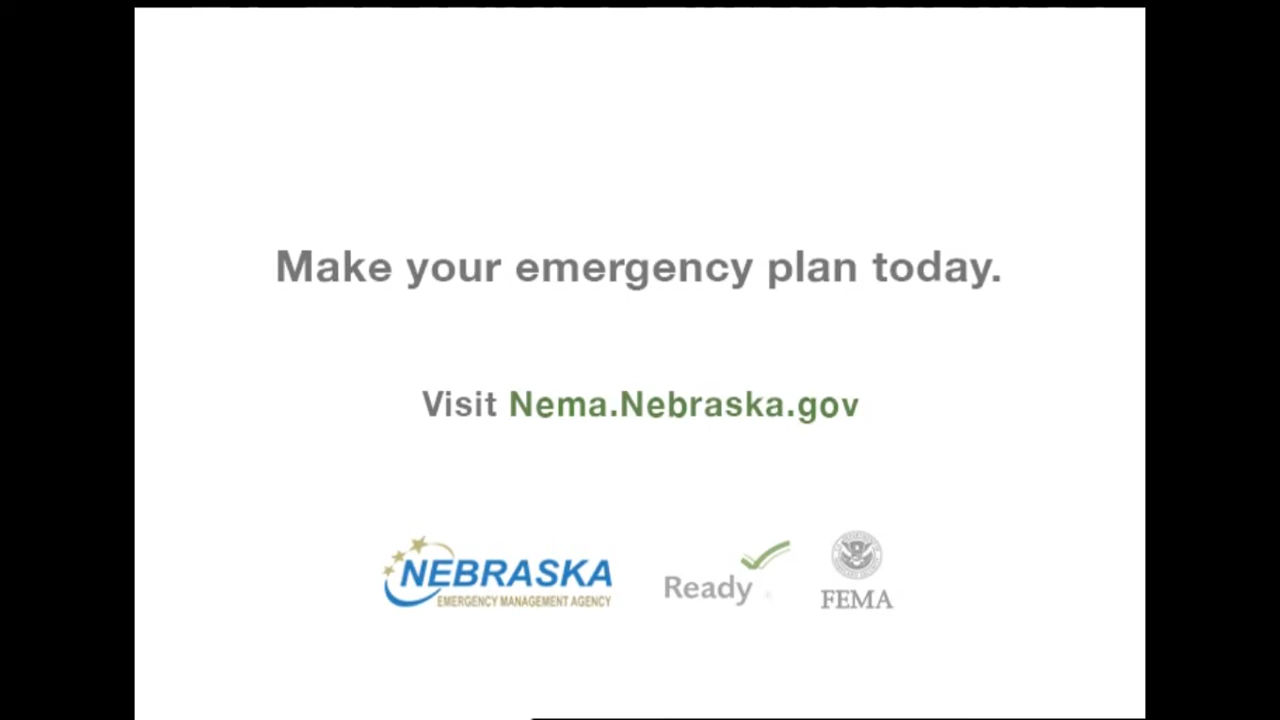 Make your emergency plan today.
Visit Nema.Nebraska.gov
NEBRASKA
EMERGENCY MANAGEMENT AGENCY
Ready
FEMA